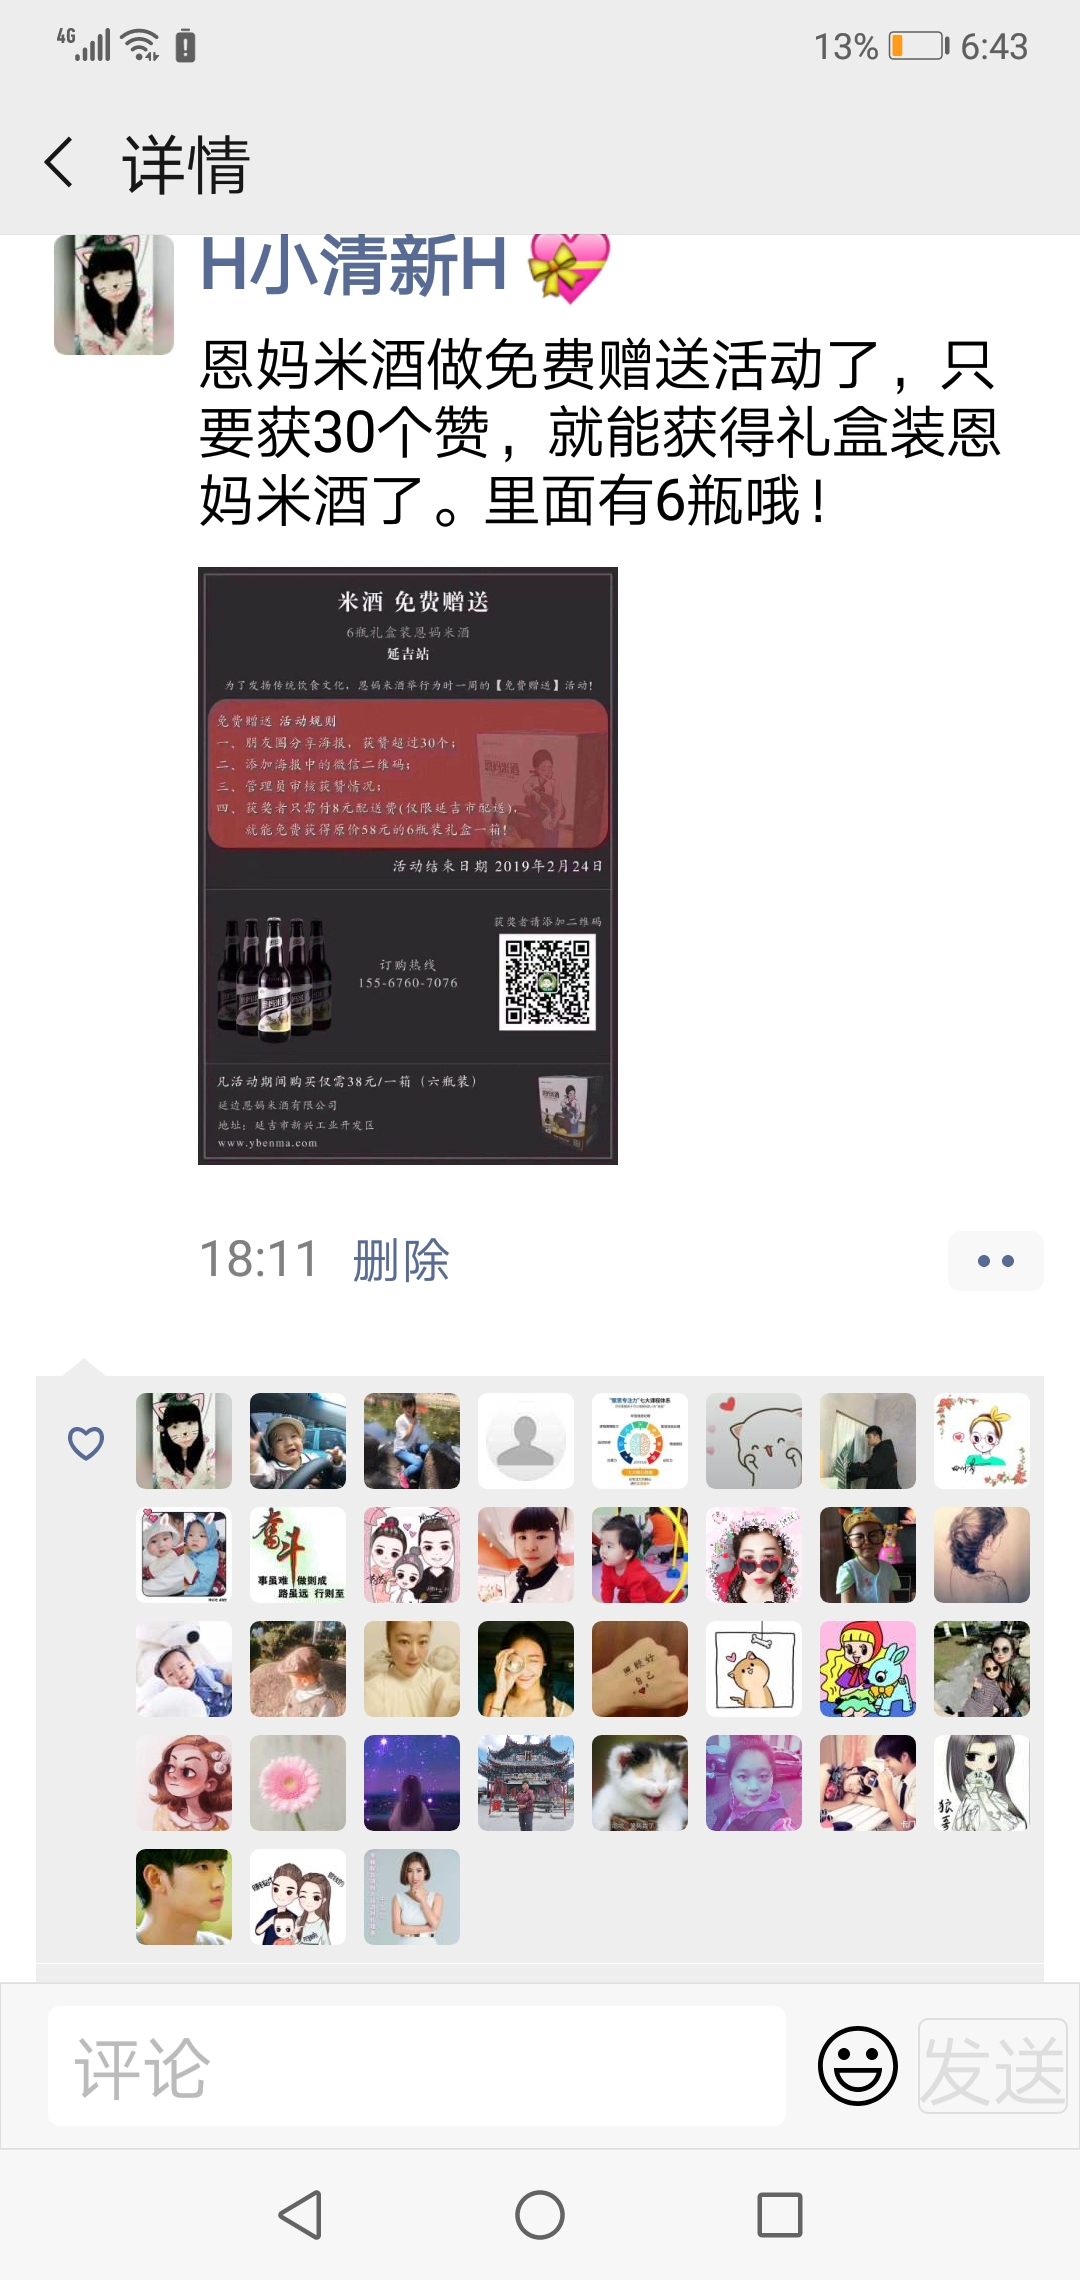 4G
13%
6:43
详情
H小清新H
恩妈米酒做免费赠送活动了，只
要获30个赞，就能获得礼盒装恩
妈米酒了。里面有6瓶哦！
米酒 免费赠送
6瓶礼盒装恩妈米酒
延吉站
为了发扬传统饮食文化，恩妈米酒举行为时一周的【免费赠送】活动！
免费赠送 活动规则
一、朋友圈分享海报，获赞超过30个；
二、添加海报中的微信二维码；
三、管理员审核获赞情况；
四、获奖者只需付8元配送费(仅限延吉市配送)，
就能免费获得原价58元的6瓶装礼盒一箱！
活动结束日期 2019年2月24日
获奖者请添加二维码
订购热线
155-6760-7076
凡活动期间购买仅需38元/一箱（六瓶装）
延边恩妈米酒有限公司
地址：延吉市新兴工业开发区
www.ybenma.com
18:11 删除
奋斗
事虽难 做则成
路虽远 行则至
照顾好
自己
狼哥
评论
发送